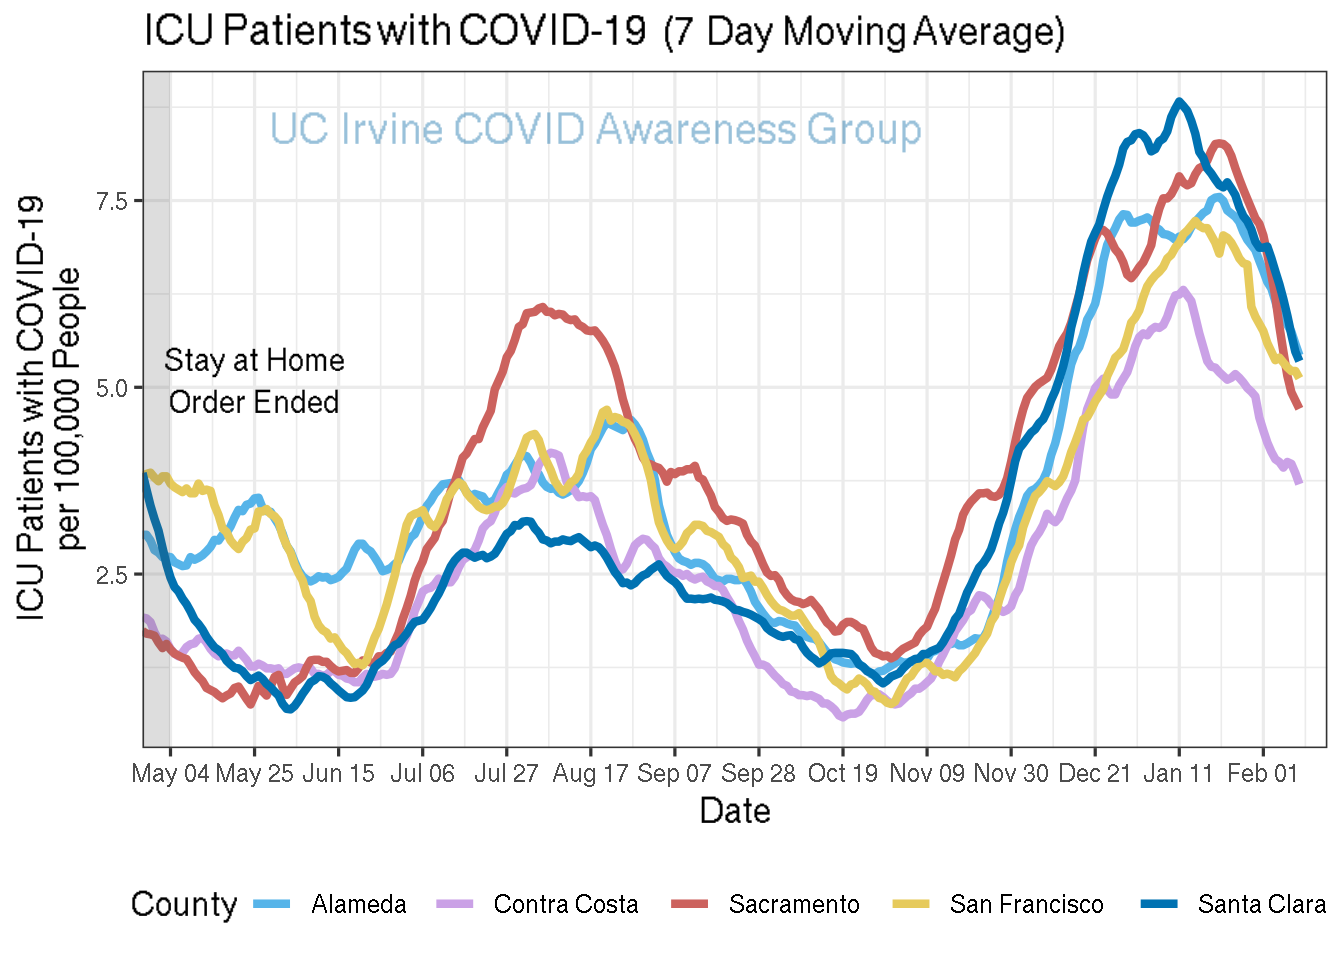 ICU Patients with COVID-19 (7 Day Moving Average)
UC Irvine COVID Awareness Group
ICU Patients with COVID-19
per 100,000 People
7.5
5.0
2.5
Stay at Home
Order Ended
May 04 May 25 Jun 15 Jul 06 Jul 27 Aug 17 Sep 07 Sep 28 Oct 19 Nov 09 Nov 30 Dec 21 Jan 11 Feb 01
Date
County Alameda Contra Costa Sacramento San Francisco Santa Clara